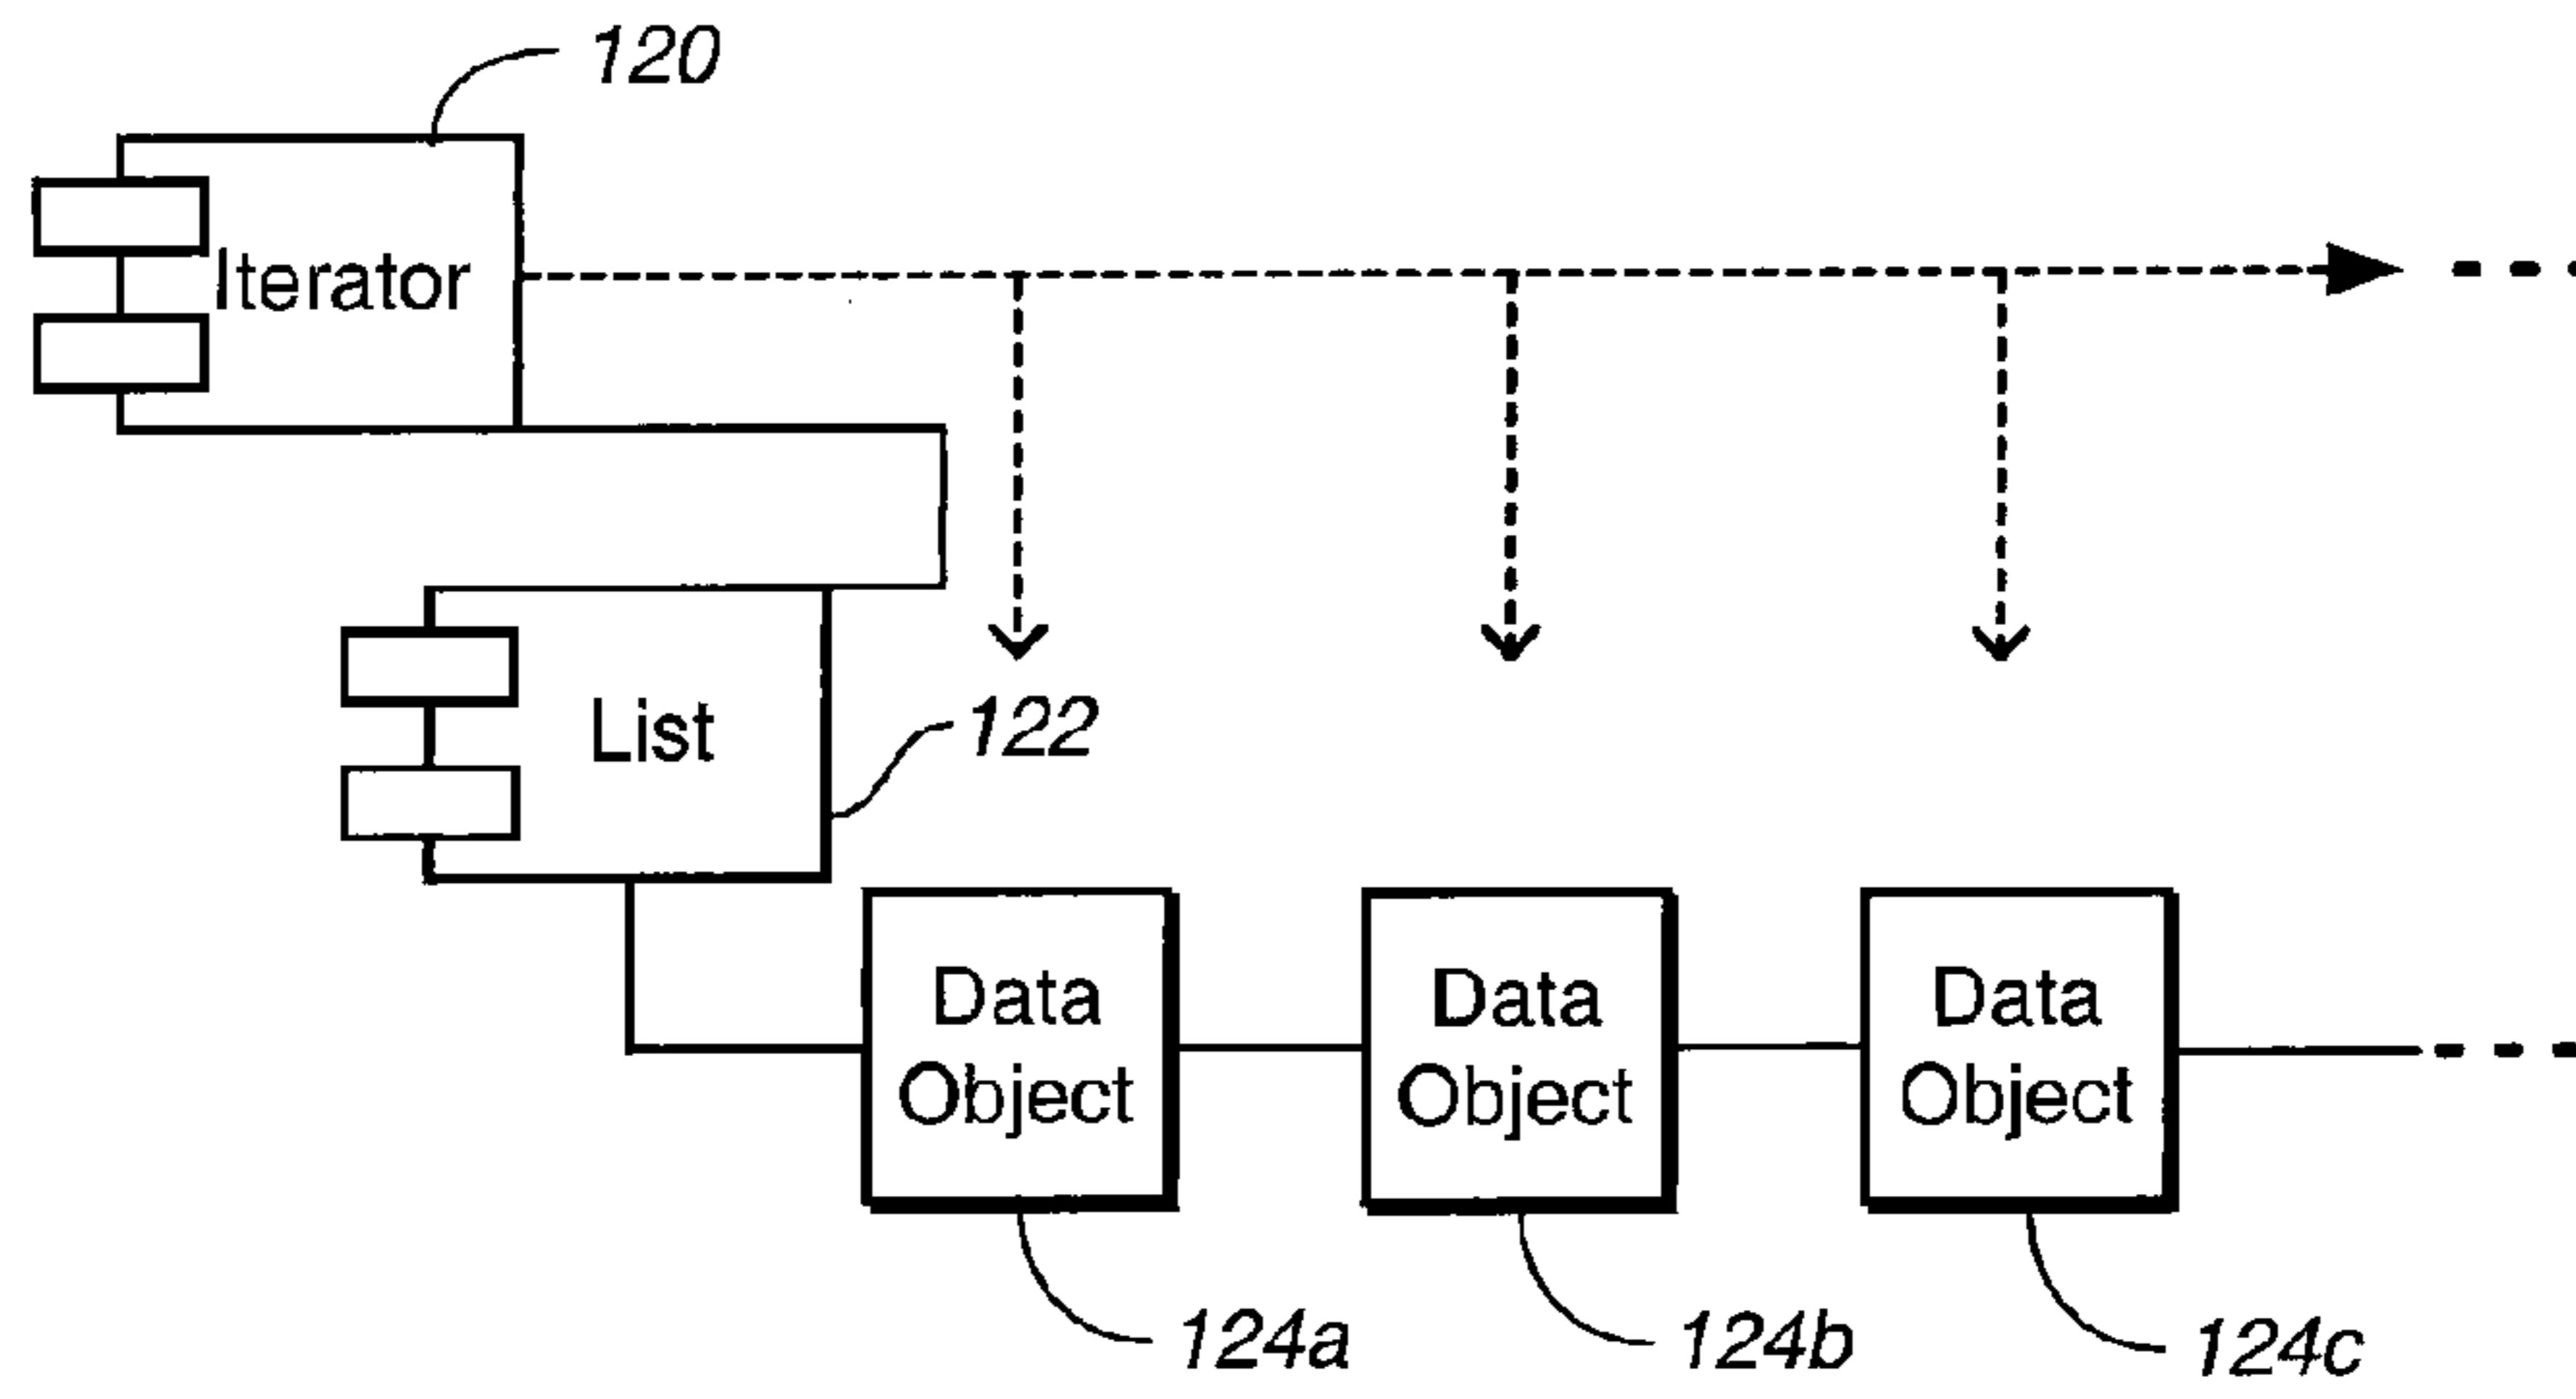 120
Iterator
List
122
Data
Object
Data
Object
Data
Object
124a
124b
124c